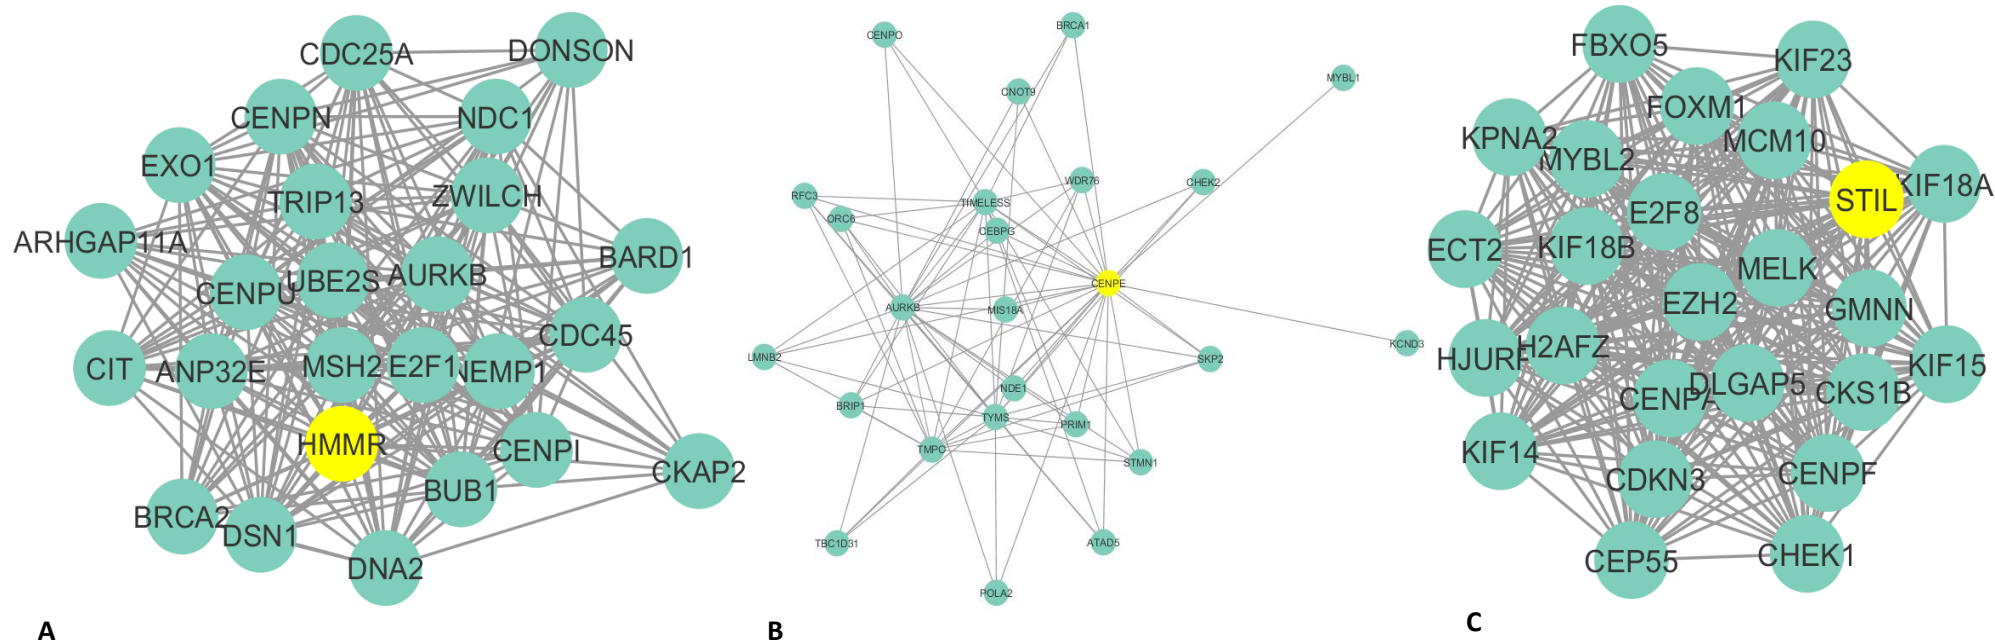 CDC25A
DONSON
CENPN
NDC1
EXO1
TRIP13
ZWILCH
ARHGAP11A
BARD1
CENPU
UBE2S
AURKB
CDC45
CIT
ANP32E
MSH2
E2F1
NEMP1
HMMR
CENPI
CKAP2
BUB1
BRCA2
DSN1
DNA2
A
CENPO
BRCA1
MYBL1
CNOT9
WDR76
CHEK2
RFC3
TIMELESS
ORC6
CEBPG
CENPE
AURKB
MIS18A
KCND3
LMNB2
SKP2
NDE1
BRIP1
TYMS
PRIM1
TMPO
STMN1
TBC1D31
ATAD5
POLA2
B
FBXO5
KIF23
FOXM1
KPNA2
MYBL2
MCM10
KIF18A
STIL
E2F8
ECT2
KIF18B
MELK
EZH2
GMNN
HJURP
H2AFZ
KIF15
CENPA
DLGAP5
CKS1B
KIF14
CDKN3
CENPF
CEP55
CHEK1
C